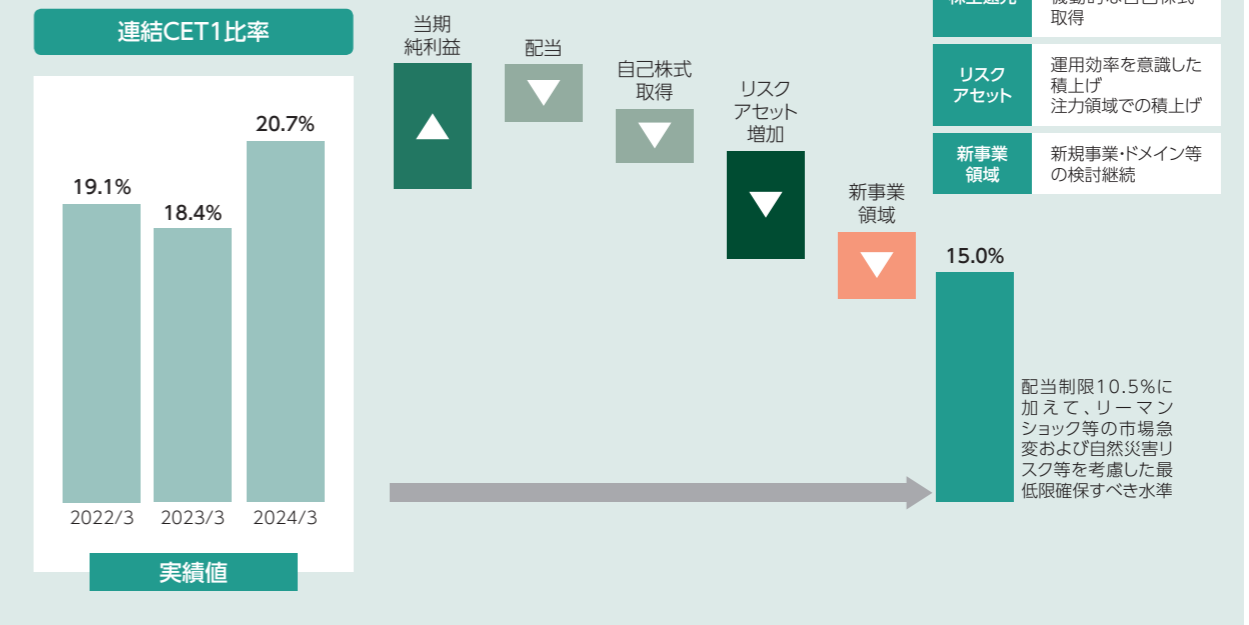 連結CET1比率
20.7%
19.1%
18.4%
2022/3
2023/3
2024/3
実績値
当期
純利益
配当
自己株式
取得
リスク
アセット
増加
新事業
領域
15.0%
配当制限10.5%に
加えて、リーマン
ショック等の市場急
変および自然災害リ
スク等を考慮した最
低限確保すべき水準
取得
リスク
アセット
運用効率を意識した
積上げ
注力領域での積上げ
新事業
領域
新規事業・ドメイン等
の検討継続